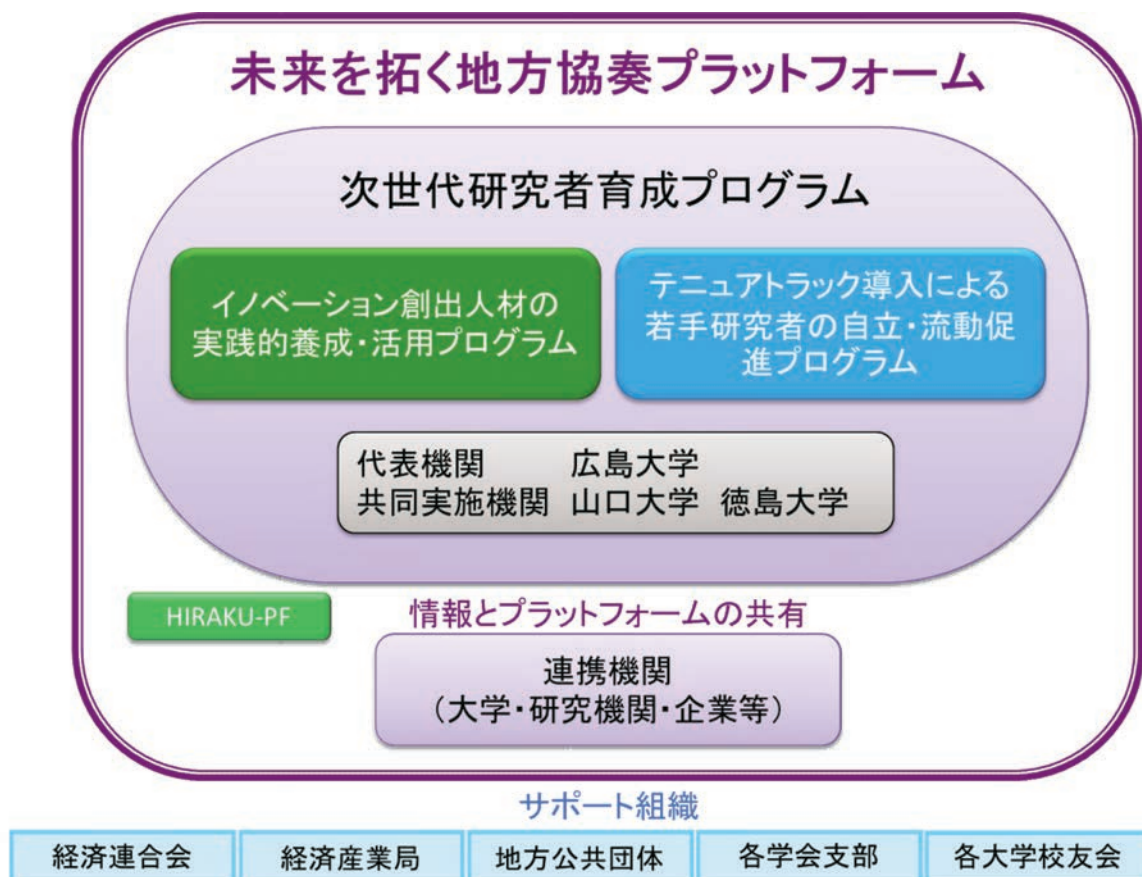 未来を拓く地方協奏プラットフォーム
次世代研究者育成プログラム
イノベーション創出人材の
実践的養成・活用プログラム
テニュアトラック導入による
若手研究者の自立・流動促
進プログラム
代表機関 広島大学
共同実施機関 山口大学 徳島大学
HIRAKU-PF
情報とプラットフォームの共有
連携機関
（大学・研究機関・企業等）
サポート組織
経済連合会 経済産業局 地方公共団体 各学会支部 各大学校友会